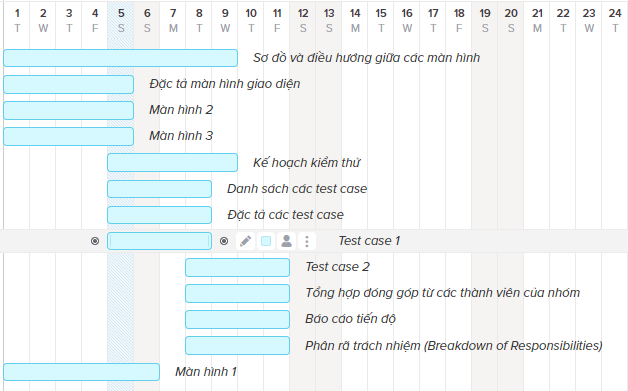 1 2 3 4 5 6 7 8 9 10 11 12 13 14 15 16 17 18 19 20 21 22 23 24
T W T F S S M T W T F S S M T W T F S S M T W T
Sơ đồ và điều hướng giữa các màn hình
Đặc tả màn hình giao diện
Màn hình 2
Màn hình 3
Kế hoạch kiểm thử
Danh sách các test case
Đặc tả các test case
Test case 1
Test case 2
Tổng hợp đóng góp từ các thành viên của nhóm
Báo cáo tiến độ
Phân rã trách nhiệm (Breakdown of Responsibilities)
Màn hình 1